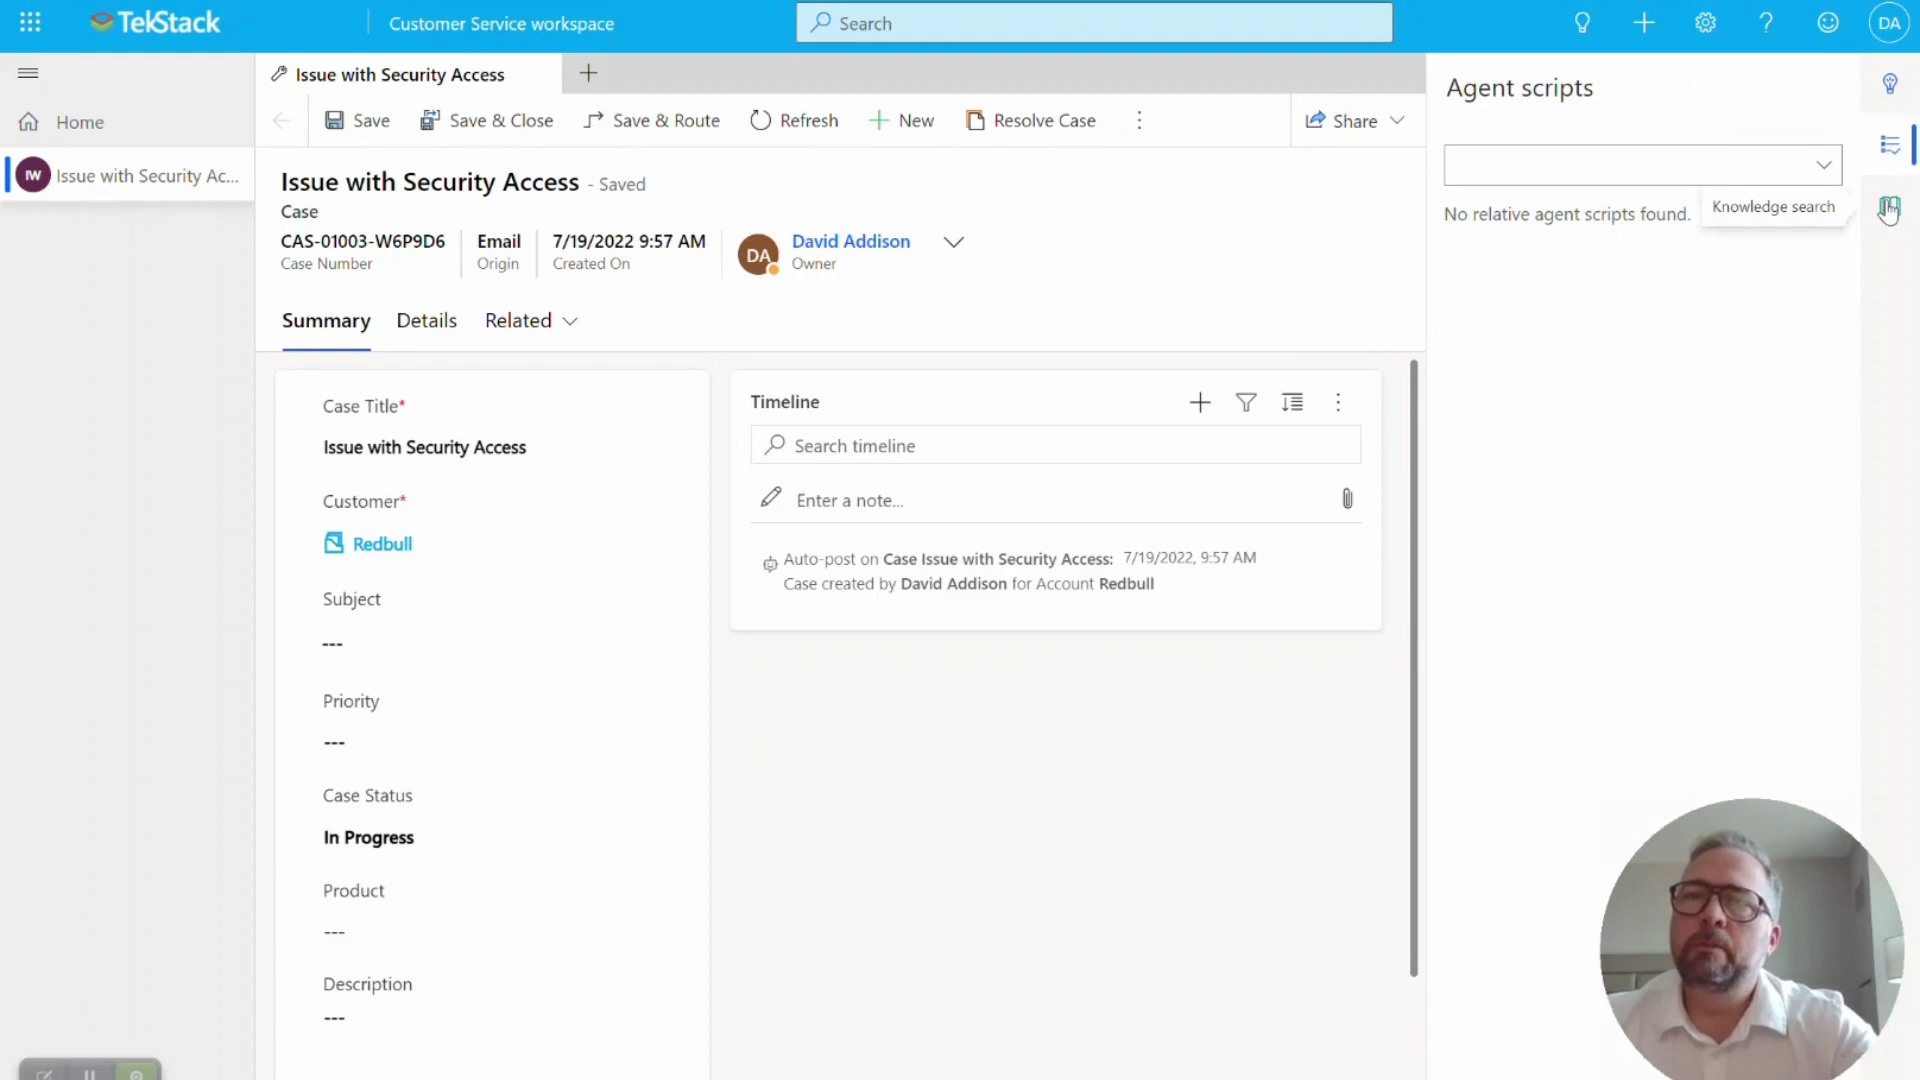 TekStack
Customer Service workspace
Search
DA
Issue with Security Access
Home
IW
Issue with Security Ac...
Save
Save & Close
Save & Route
Refresh
New
Resolve Case
Share
Issue with Security Access - Saved
Case
CAS-01003-W6P9D6
Case Number
Email
Origin
7/19/2022 9:57 AM
Created On
DA
David Addison
Owner
Summary
Details
Related
Case Title*
Issue with Security Access
Customer*
Redbull
Subject
---
Priority
---
Case Status
In Progress
Product
---
Description
---
Timeline
Search timeline
Enter a note...
Auto-post on Case Issue with Security Access: 7/19/2022, 9:57 AM
Case created by David Addison for Account Redbull
Agent scripts
No relative agent scripts found.
Knowledge search